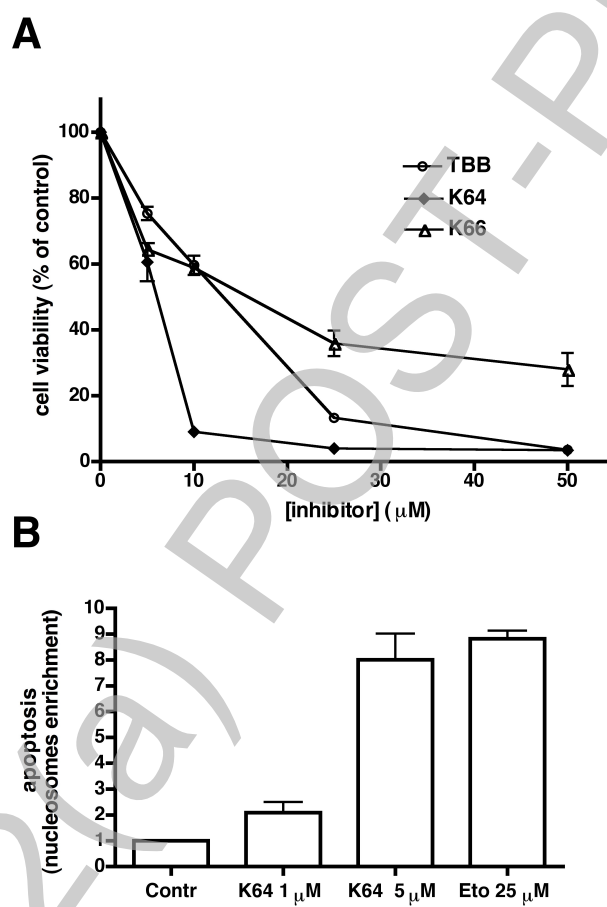 A
100
80
60
40
20
0
cell viability (% of control)
TBB
K64
K66
0 10 20 30 40 50
[inhibitor] ( μM)
B
10
9
8
7
6
5
4
3
2
1
0
apoptosis
(nucleosomes enrichment)
Contr K64 1 μM K64 5 μM Eto 25 μM
2(a) POST-P